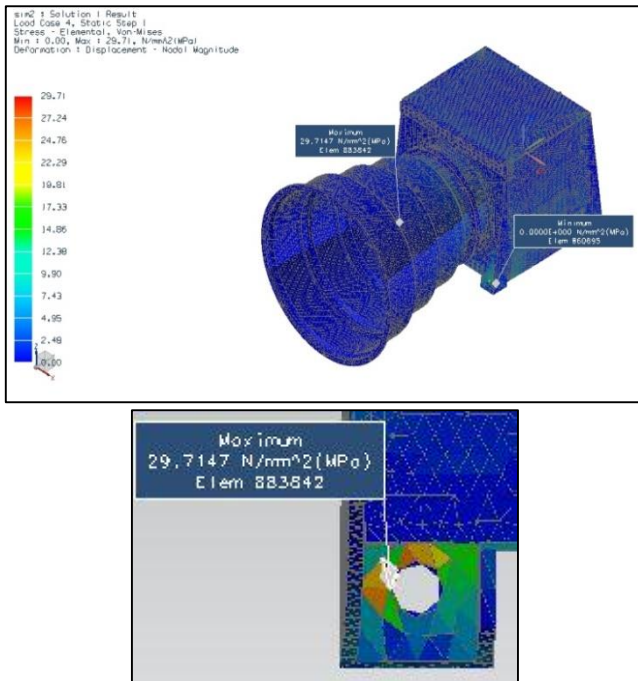 sim2 : Solution 1 Result
Load Case 4, Static Step 1
Stress - Elemental, Von-Mises
Min : 0.00, Max : 29.71, N/mm^2(MPa)
Deformation : Displacement - Nodal Magnitude
29.71
27.24
24.76
22.29
19.81
17.33
14.86
12.38
9.90
7.43
4.95
2.48
0.00
Maximum
29.7147 N/mm^2(MPa)
Elem 883842
Minimum
0.0000E+000 N/mm^2(MPa)
Elem 860895
Z
X
Maximum
29.7147 N/mm^2(MPa)
Elem 883842